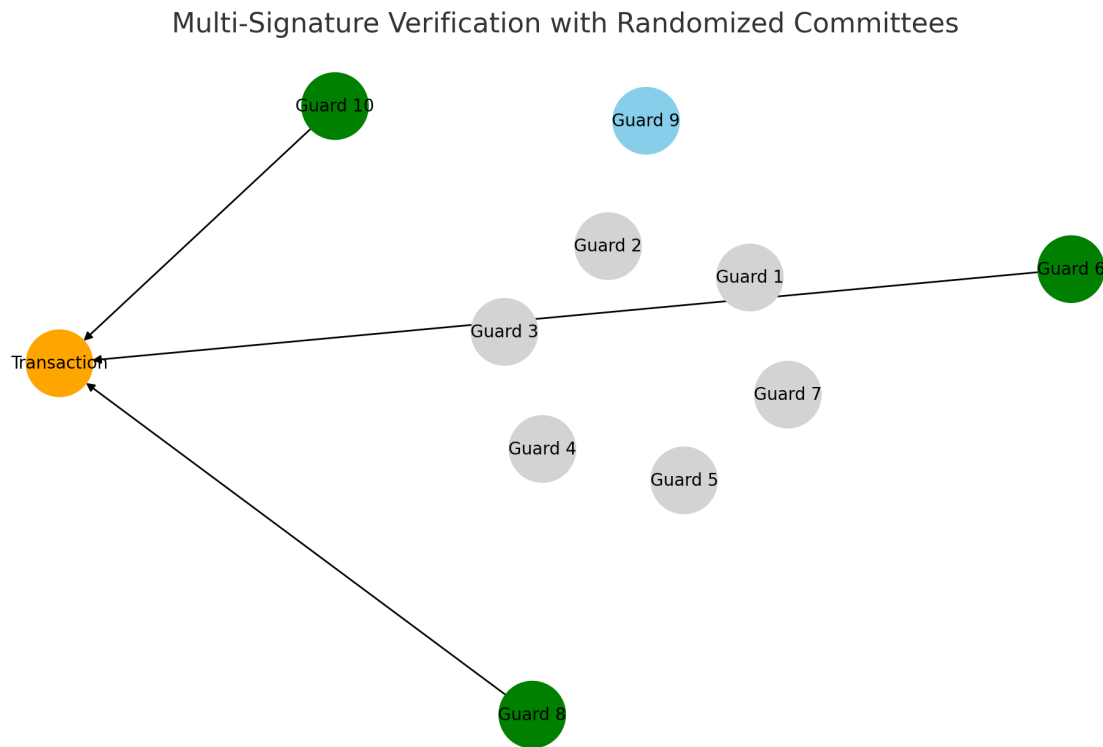 Multi-Signature Verification with Randomized Committees
Guard 10
Guard 9
Guard 2
Guard 1
Guard 6
Guard 3
Transaction
Guard 7
Guard 4
Guard 5
Guard 8